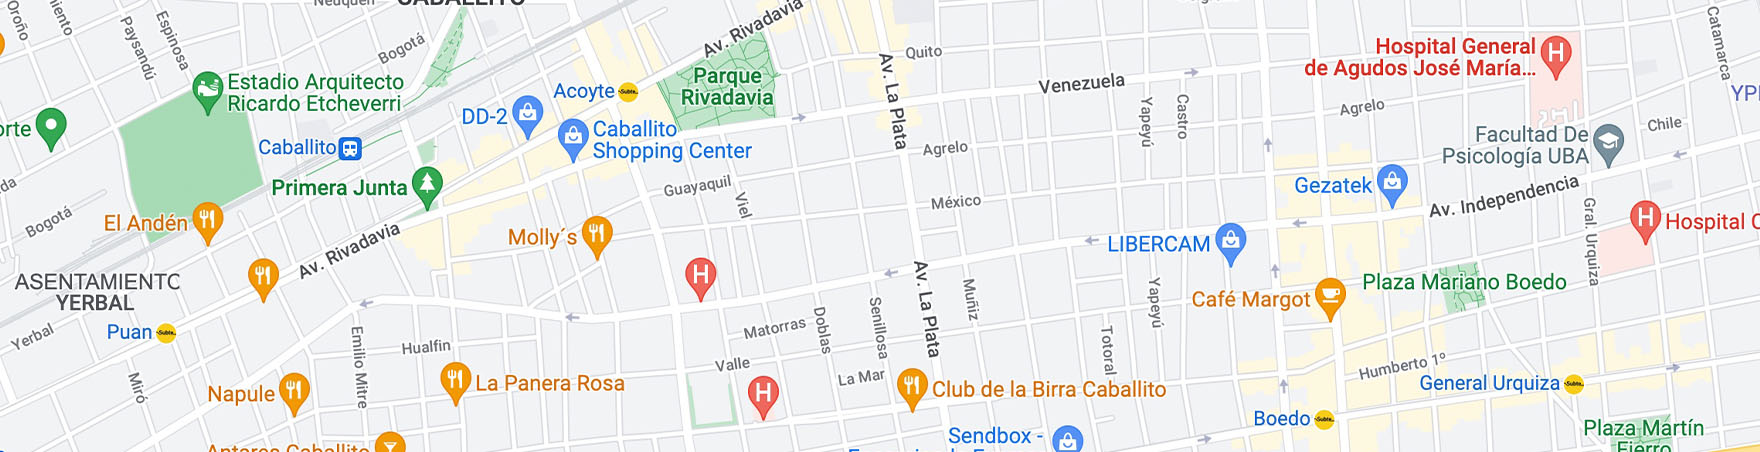 Oroño
Paysandú
Espinosa
Neuquén
CABALLITO
Bogotá
Av. Rivadavia
Quito
Av. La Plata
Venezuela
Hospital General
de Agudos José María...
Catamarca
Estadio Arquitecto
Ricardo Etcheverri
Acoyte
Subte
Parque
Rivadavia
DD-2
Caballito
Shopping Center
Caballito
Yapeyú
Castro
Agrelo
Chile
Facultad De
Psicología UBA
Agrelo
Primera Junta
Guayaquil
Viel
México
Gezatek
Av. Independencia
Gral. Urquiza
Bogotá
El Andén
Av. Rivadavia
Molly´s
LIBERCAM
Hospital
ASENTAMIENTO
YERBAL
Av. La Plata
Muñiz
Yapeyú
Café Margot
Plaza Mariano Boedo
Yerbal
Puan
Subte
Emilio Mitre
Hualfin
Matorras
Doblas
Senillosa
Totoral
Valle
La Mar
Humberto 1°
Miró
Napule
La Panera Rosa
Club de la Birra Caballito
General Urquiza
Subte
Boedo
Subte
Antares Caballito
Sendbox -
Plaza Martín
Fierro